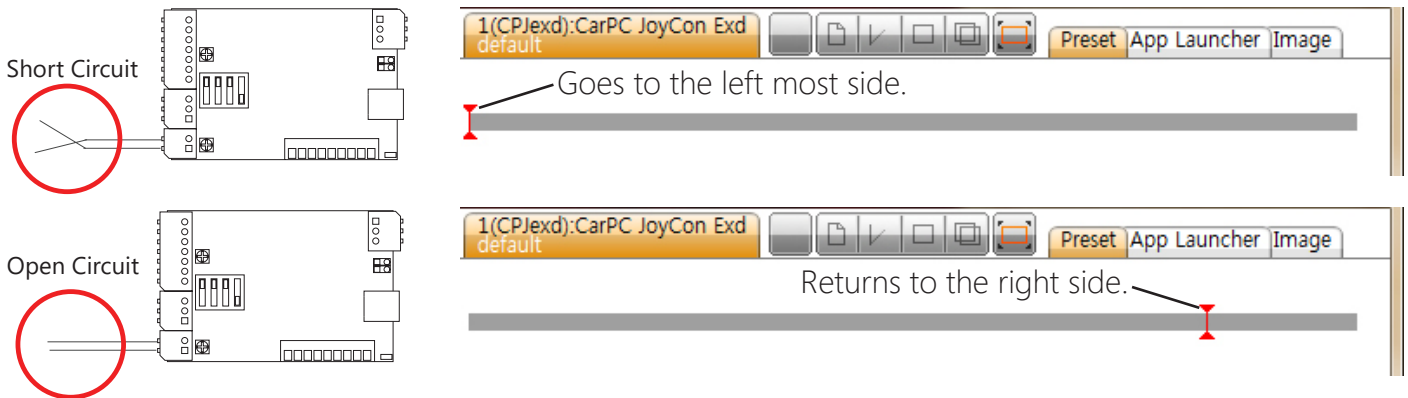 Short Circuit
1(CPJexd):CarPC JoyCon Exd
default
Preset
App Launcher
Image
Goes to the left most side.
Open Circuit
1(CPJexd):CarPC JoyCon Exd
default
Preset
App Launcher
Image
Returns to the right side.